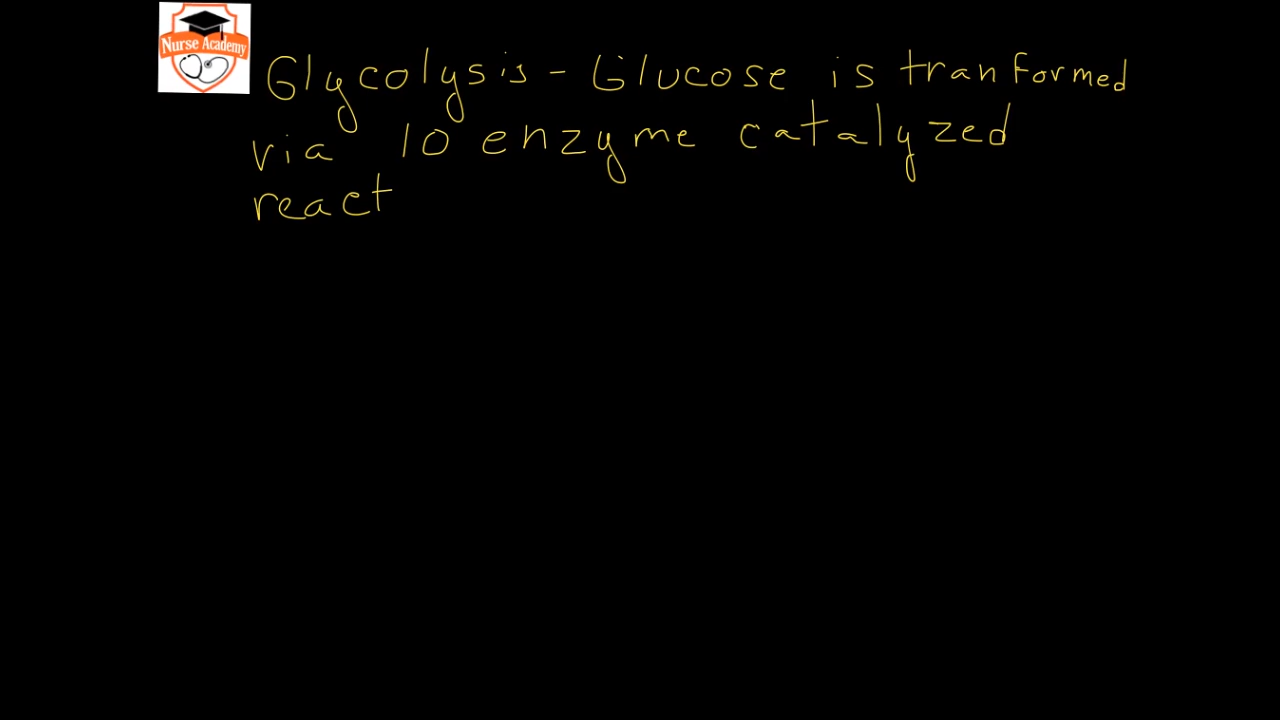 Nurse Academy
Glycolysis - Glucose is tranformed
via 10 enzyme catalyzed
react